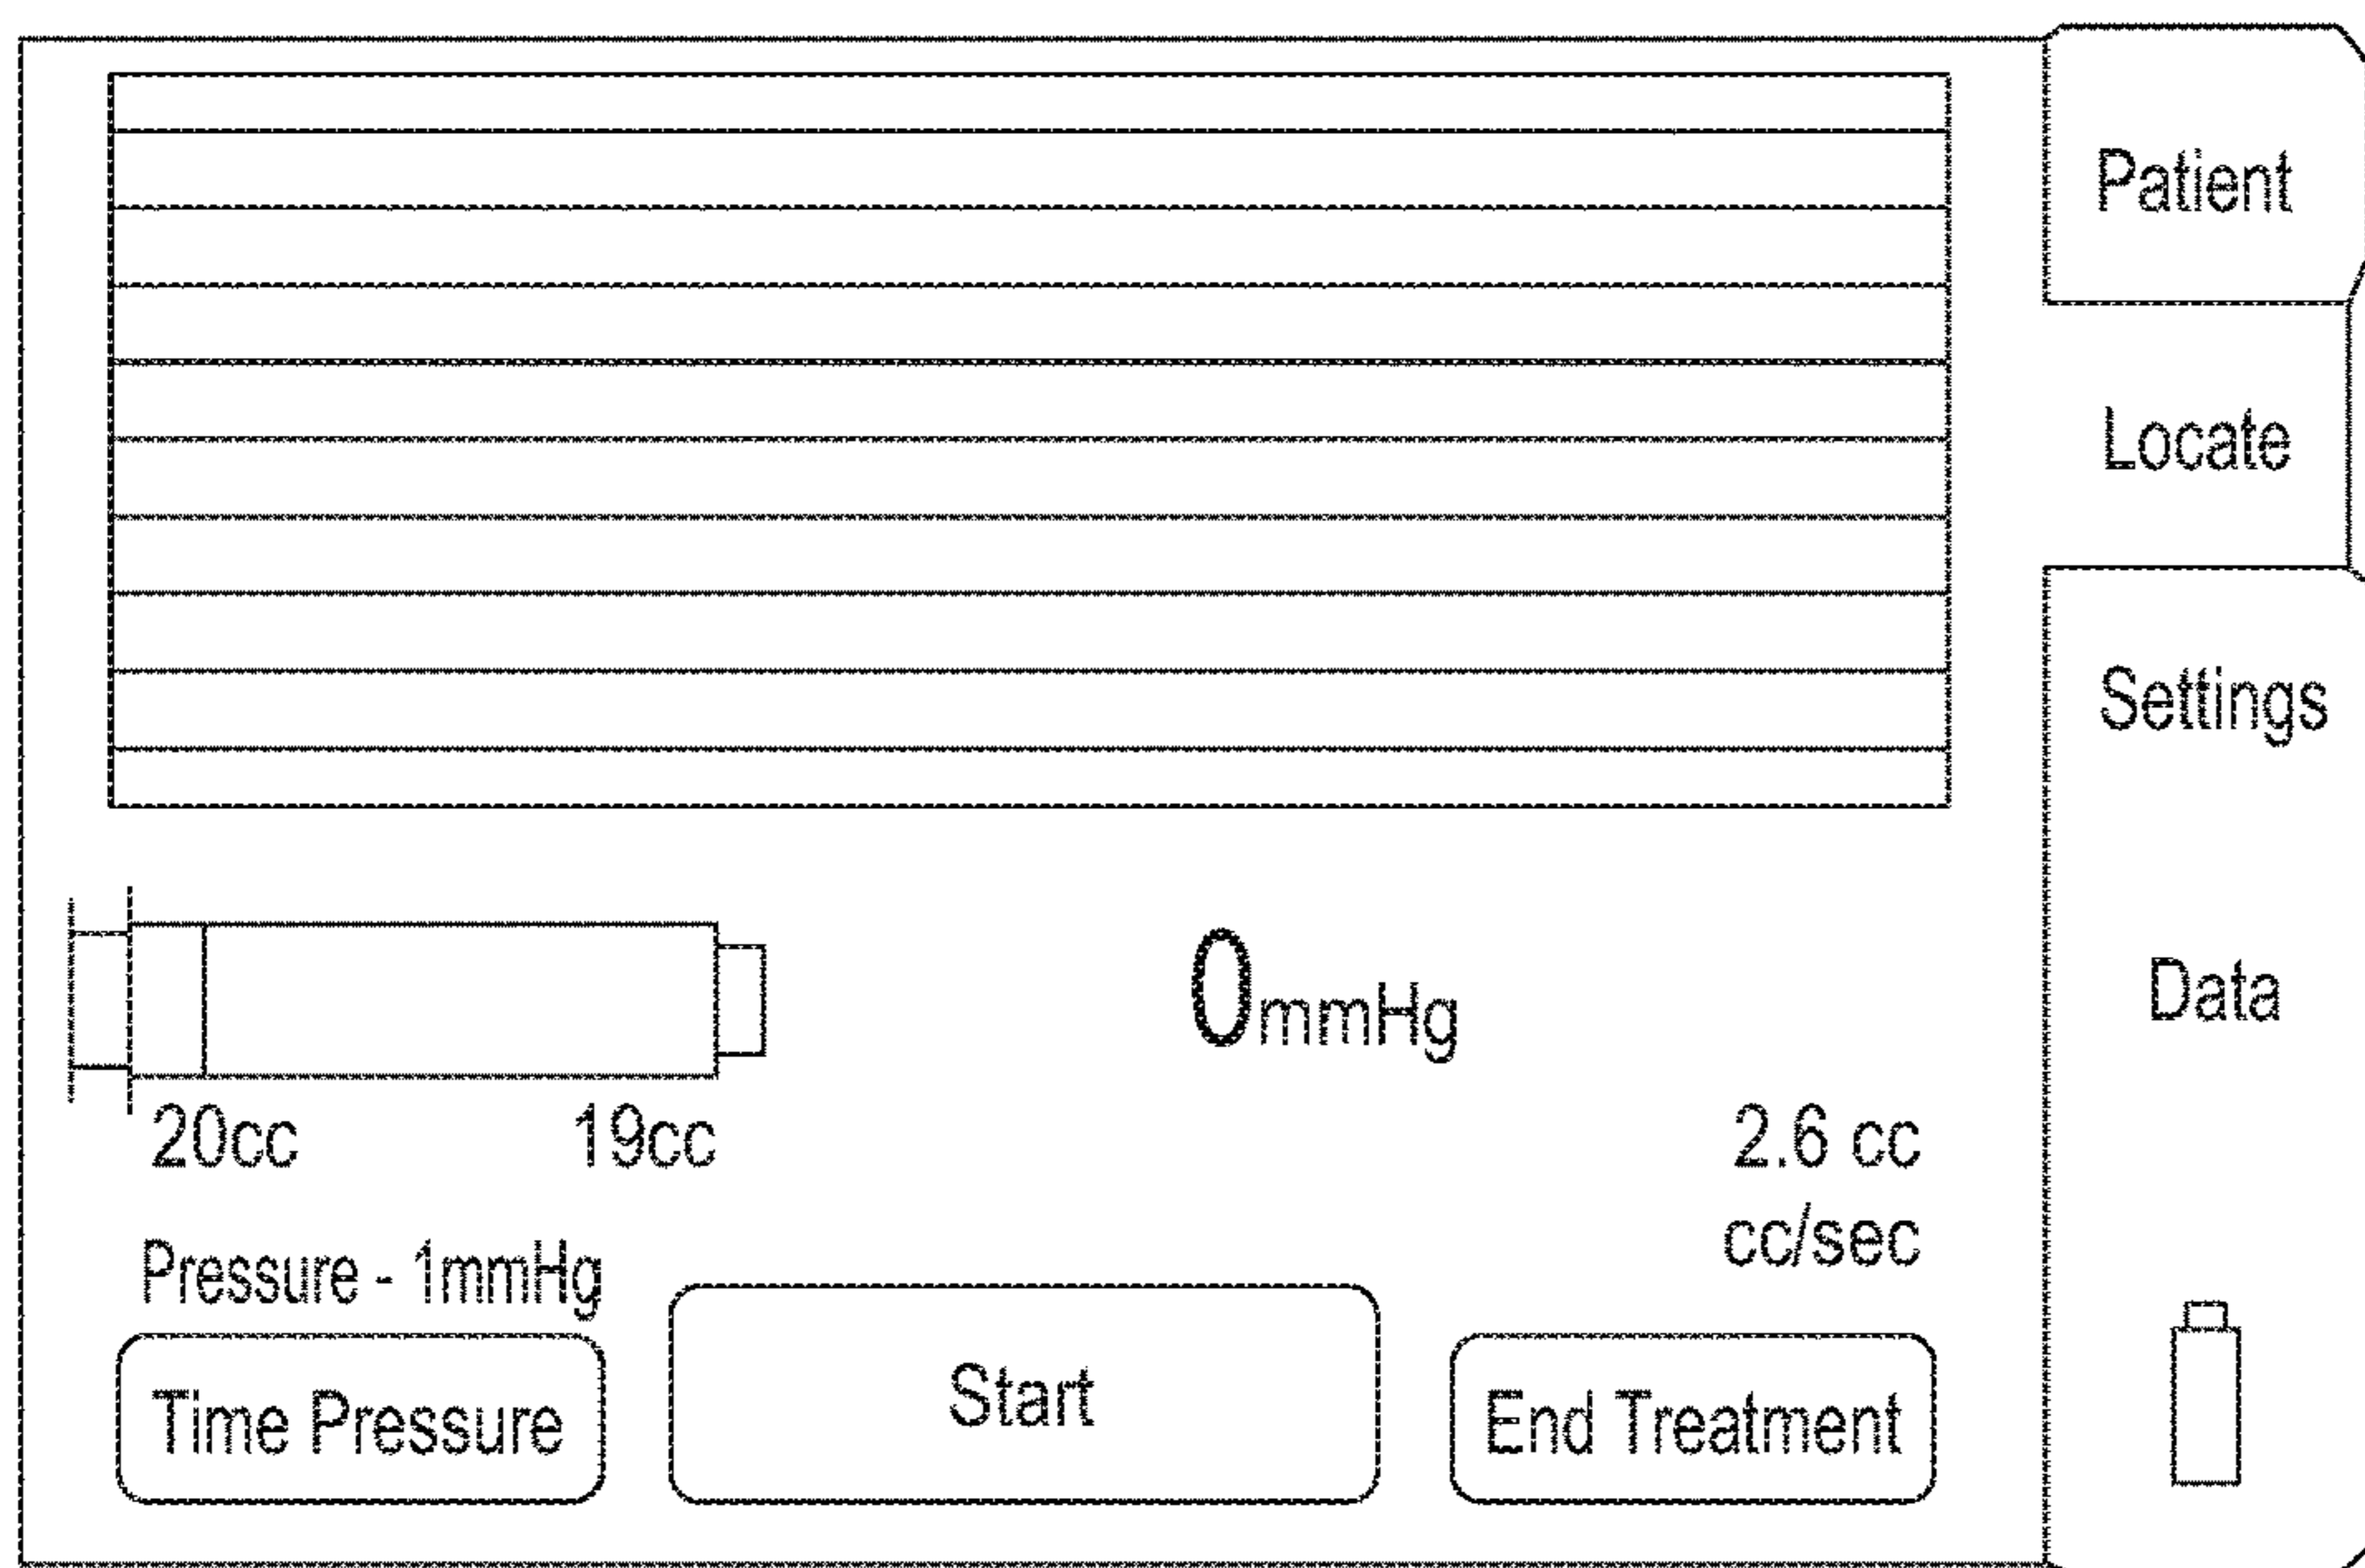 Patient
Locate
Settings
Data
0mmHg
20cc 19cc
2.6 cc
cc/sec
Pressure - 1mmHg
Time Pressure
Start
End Treatment